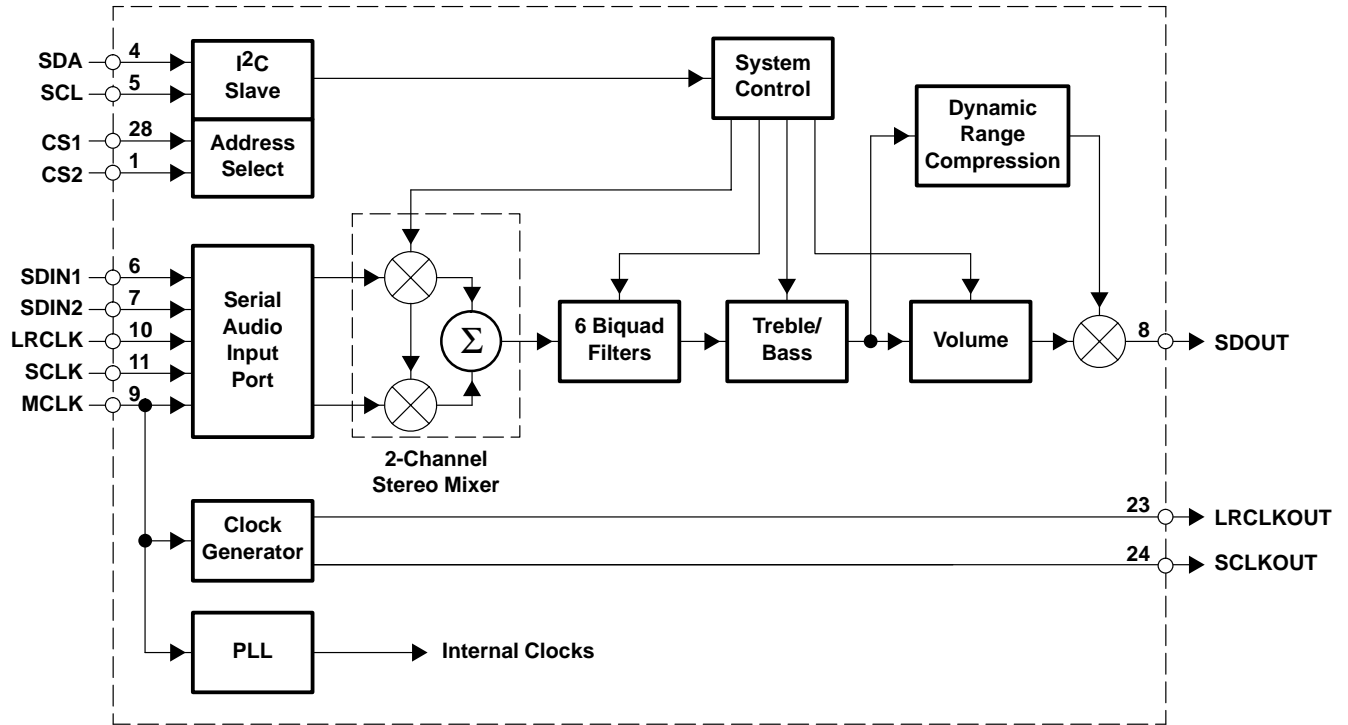 SDA
4
SCL
5
CS1
28
CS2
1
I2C
Slave
Address
Select
System
Control
Dynamic
Range
Compression
SDIN1
6
SDIN2
7
LRCLK
10
SCLK
11
MCLK
9
Serial
Audio
Input
Port
Σ
2-Channel
Stereo Mixer
6 Biquad
Filters
Treble/
Bass
Volume
8
SDOUT
Clock
Generator
23
LRCLKOUT
24
SCLKOUT
PLL
Internal Clocks